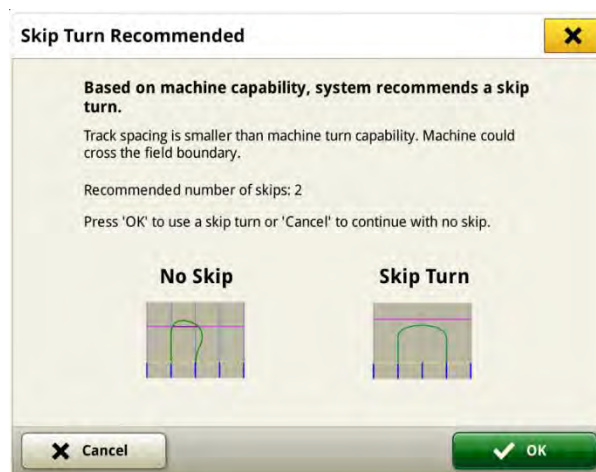 Skip Turn Recommended
Based on machine capability, system recommends a skip
turn.
Track spacing is smaller than machine turn capability. Machine could
cross the field boundary.
Recommended number of skips: 2
Press 'OK' to use a skip turn or 'Cancel' to continue with no skip.
No Skip
Skip Turn
Cancel
OK